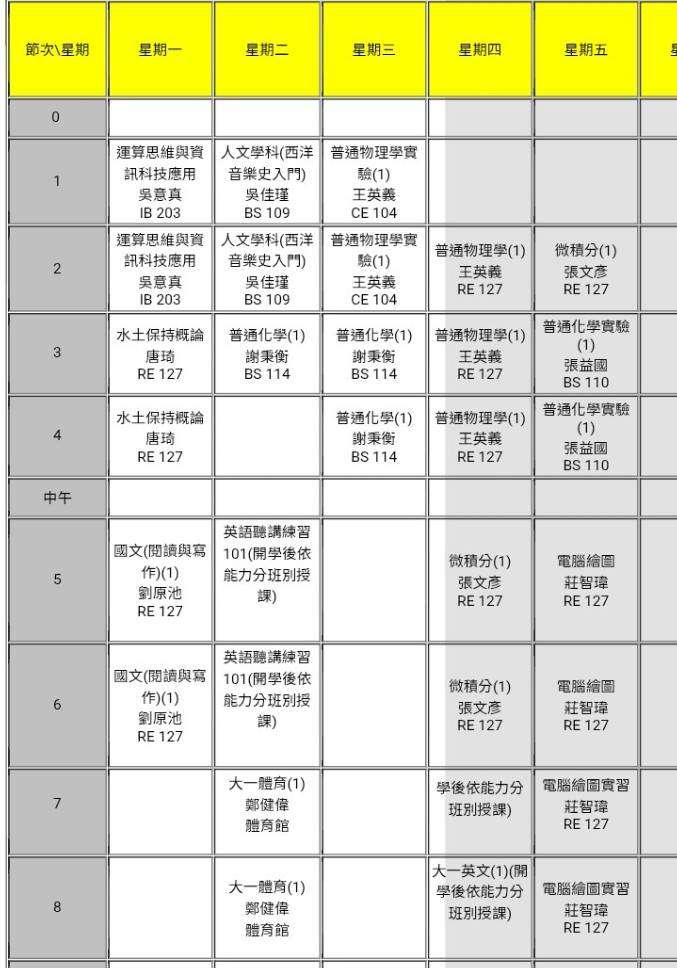 節次\星期 星期一 星期二 星期三 星期四 星期五
0
1
運算思維與資
訊科技應用
吳意真
IB 203
人文學科(西洋
音樂史入門)
吳佳瑾
BS 109
普通物理學實
驗(1)
王英義
CE 104
2
運算思維與資
訊科技應用
吳意真
IB 203
人文學科(西洋
音樂史入門)
吳佳瑾
BS 109
普通物理學實
驗(1)
王英義
CE 104
普通物理學(1)
王英義
RE 127
微積分(1)
張文彥
RE 127
3
水土保持概論
唐琦
RE 127
普通化學(1)
謝秉衡
BS 114
普通化學(1)
謝秉衡
BS 114
普通物理學(1)
王英義
RE 127
普通化學實驗
(1)
張益國
BS 110
4
水土保持概論
唐琦
RE 127
普通化學(1)
謝秉衡
BS 114
普通物理學(1)
王英義
RE 127
普通化學實驗
(1)
張益國
BS 110
中午
5
國文(閱讀與寫
作)(1)
劉原池
RE 127
英語聽講練習
101(開學後依
能力分班別授
課)
微積分(1)
張文彥
RE 127
電腦繪圖
莊智瑋
RE 127
6
國文(閱讀與寫
作)(1)
劉原池
RE 127
英語聽講練習
101(開學後依
能力分班別授
課)
微積分(1)
張文彥
RE 127
電腦繪圖
莊智瑋
RE 127
7
大一體育(1)
鄭健偉
體育館
學後依能力分
班別授課)
電腦繪圖實習
莊智瑋
RE 127
8
大一體育(1)
鄭健偉
體育館
大一英文(1)(開
學後依能力分
班別授課)
電腦繪圖實習
莊智瑋
RE 127